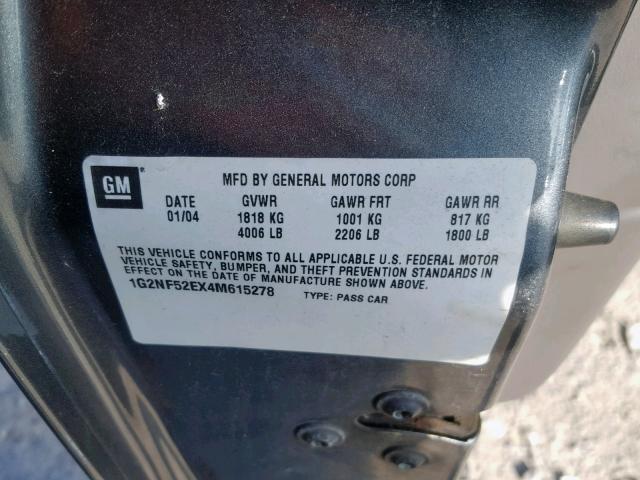 GM
MFD BY GENERAL MOTORS CORP
DATE GVWR GAWR FRT GAWR RR
01/04 1818 KG 1001 KG 817 KG
4006 LB 2206 LB 1800 LB
THIS VEHICLE CONFORMS TO ALL APPLICABLE U.S. FEDERAL MOTOR
VEHICLE SAFETY, BUMPER, AND THEFT PREVENTION STANDARDS IN
EFFECT ON THE DATE OF MANUFACTURE SHOWN ABOVE.
1G2NF52EX4M615278 TYPE: PASS CAR